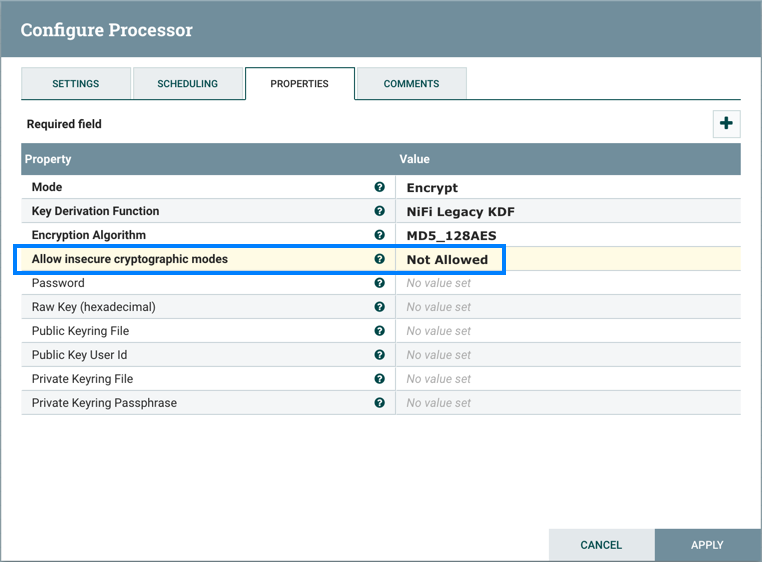 Configure Processor
SETTINGS SCHEDULING PROPERTIES COMMENTS
Required field
Property Value
Mode Encrypt
Key Derivation Function NiFi Legacy KDF
Encryption Algorithm MD5_128AES
Allow insecure cryptographic modes Not Allowed
Password No value set
Raw Key (hexadecimal) No value set
Public Keyring File No value set
Public Key User Id No value set
Private Keyring File No value set
Private Keyring Passphrase No value set
CANCEL APPLY